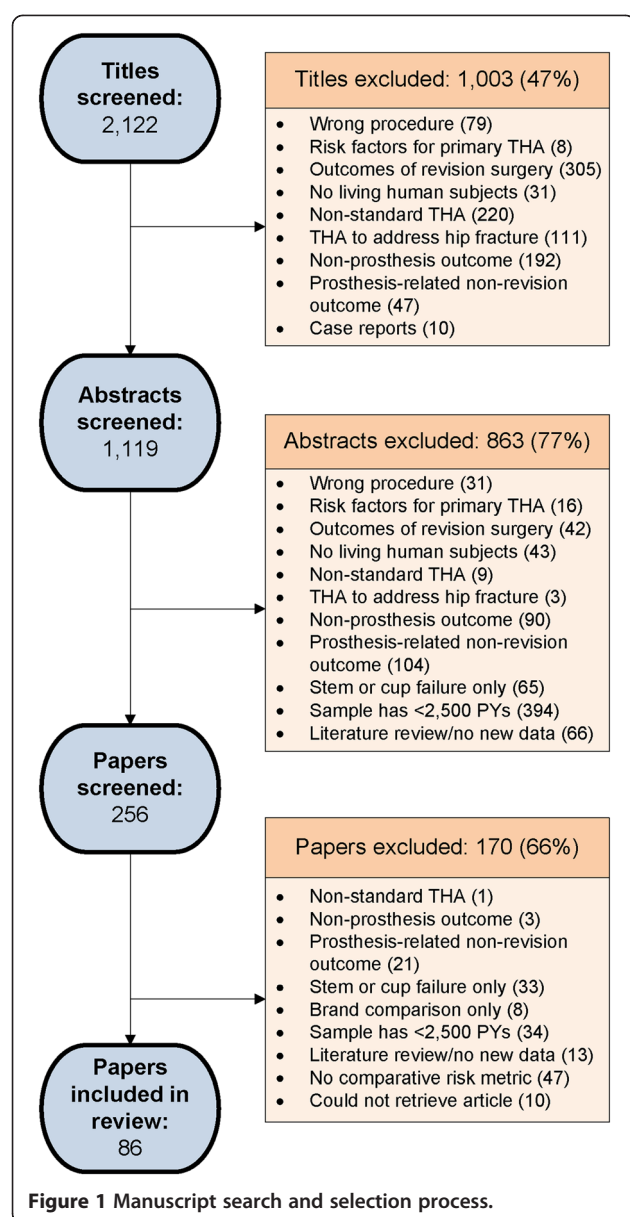 Titles
screened:
2,122
Titles excluded: 1,003 (47%)
• Wrong procedure (79)
• Risk factors for primary THA (8)
• Outcomes of revision surgery (305)
• No living human subjects (31)
• Non-standard THA (220)
• THA to address hip fracture (111)
• Non-prosthesis outcome (192)
• Prosthesis-related non-revision
outcome (47)
• Case reports (10)
Abstracts
screened:
1,119
Abstracts excluded: 863 (77%)
• Wrong procedure (31)
• Risk factors for primary THA (16)
• Outcomes of revision surgery (42)
• No living human subjects (43)
• Non-standard THA (9)
• THA to address hip fracture (3)
• Non-prosthesis outcome (90)
• Prosthesis-related non-revision
outcome (104)
• Stem or cup failure only (65)
• Sample has <2,500 PYs (394)
• Literature review/no new data (66)
Papers
screened:
256
Papers excluded: 170 (66%)
• Non-standard THA (1)
• Non-prosthesis outcome (3)
• Prosthesis-related non-revision
outcome (21)
• Stem or cup failure only (33)
• Brand comparison only (8)
• Sample has <2,500 PYs (34)
• Literature review/no new data (13)
• No comparative risk metric (47)
• Could not retrieve article (10)
Papers
included in
review:
86
Figure 1 Manuscript search and selection process.